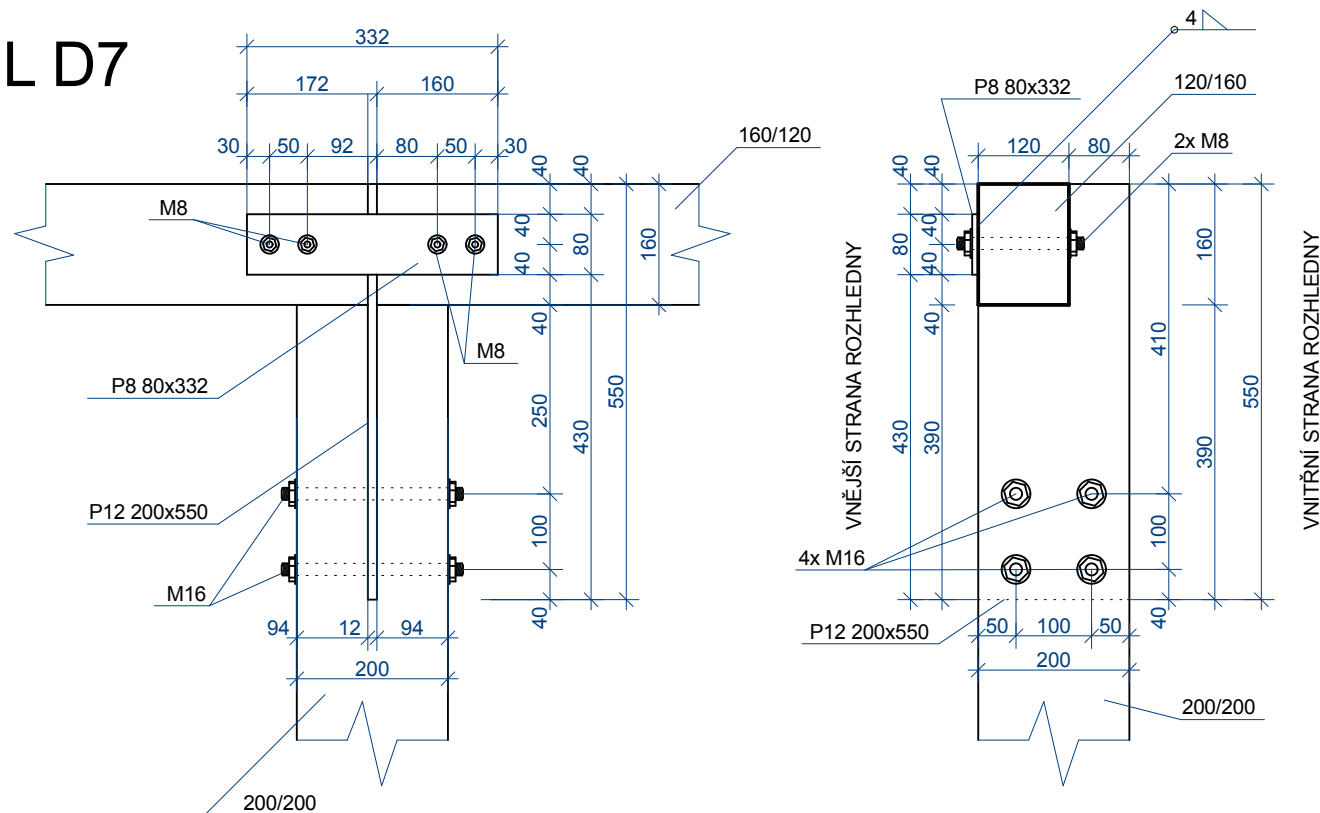 L D7
332
172 160
30 50 92 80 50 30
160/120
M8
M8
P8 80x332
P12 200x550
M16
40 40
40
40
80
160
40
250
430
550
100
40
94 12 94
200
200/200
4
P8 80x332
120/160
2x M8
120 80
40 40
80
40
40
40
430
390
VNĚJŠÍ STRANA ROZHLEDNY
160
410
390
550
VNITŘNÍ STRANA ROZHLEDNY
100
40
4x M16
P12 200x550
50 100 50
200
200/200